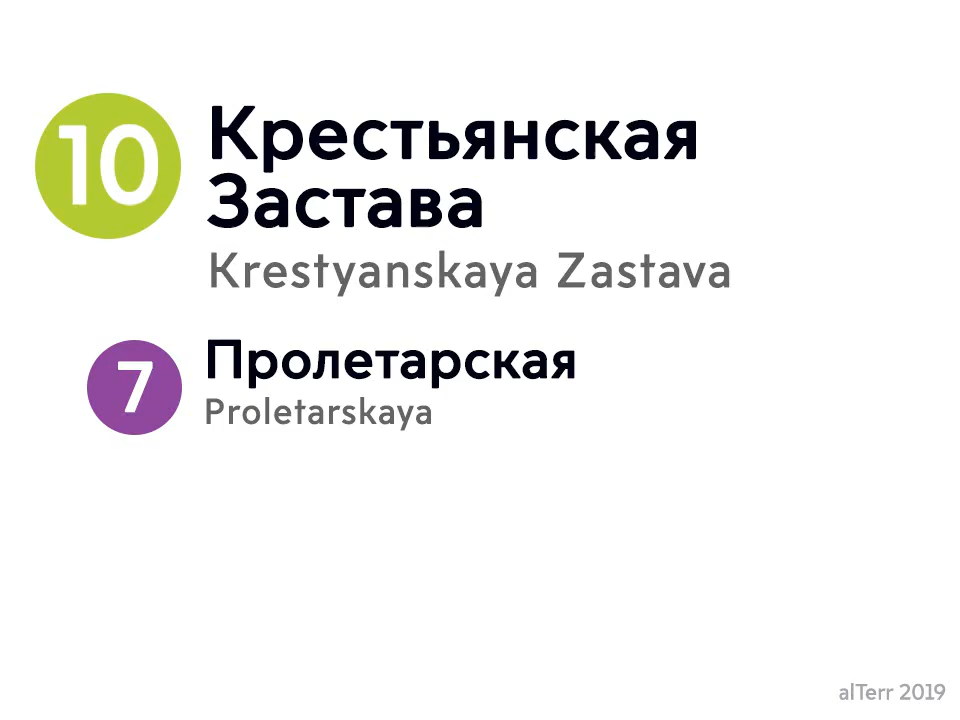 10
Крестьянская
Застава
Krestyanskaya Zastava
7
Пролетарская
Proletarskaya
alTerr 2019